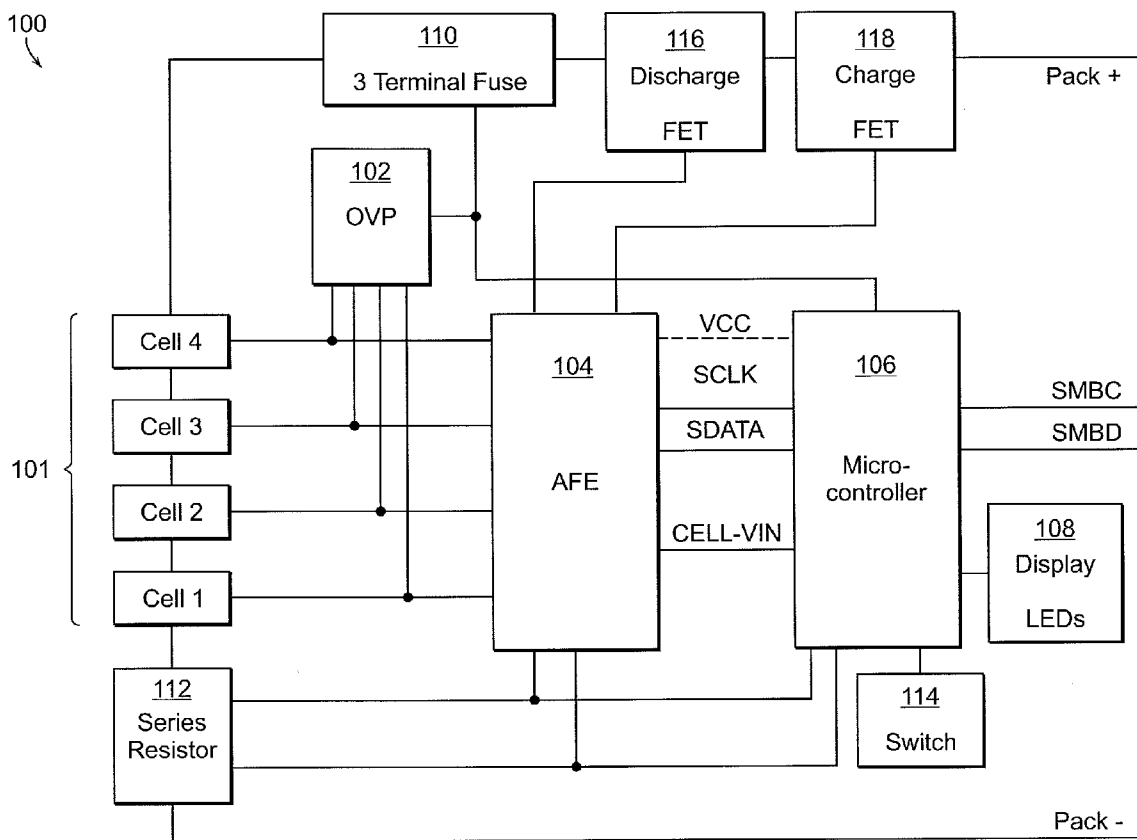 100
110
3 Terminal Fuse
116
Discharge
FET
118
Charge
FET
Pack +
102
OVP
101
Cell 4
Cell 3
Cell 2
Cell 1
104
AFE
VCC
SCLK
SDATA
CELL-VIN
106
Micro-
controller
SMBC
SMBD
108
Display
LEDs
112
Series
Resistor
114
Switch
Pack -